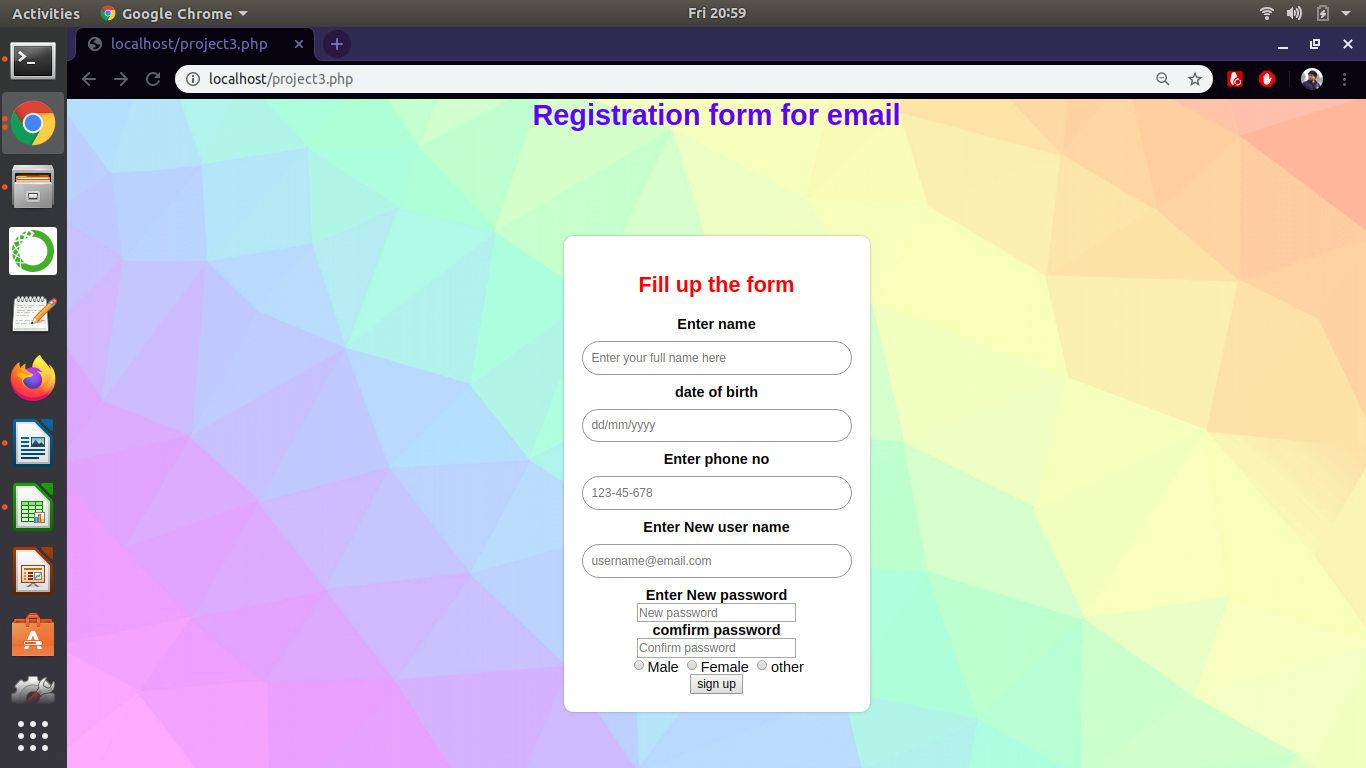 Activities Google Chrome Fri 20:59
localhost/project3.php
localhost/project3.php
Registration form for email
Fill up the form
Enter name
Enter your full name here
date of birth
dd/mm/yyyy
Enter phone no
123-45-678
Enter New user name
username@email.com
Enter New password
New password
comfirm password
Confirm password
Male Female other
sign up